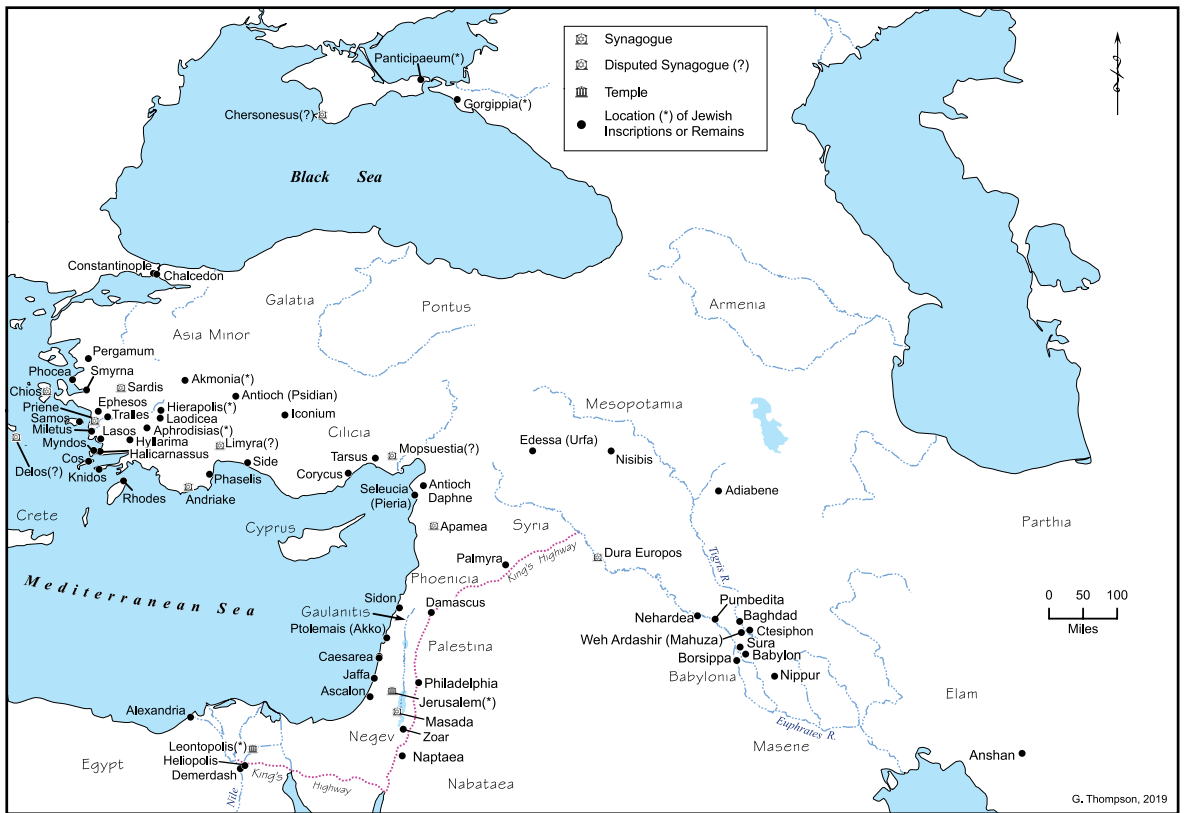 Synagogue
Disputed Synagogue (?)
Temple
Location (*) of Jewish
Inscriptions or Remains
Panticipaeum(*)
Gorgippia(*)
Chersonesus(?)
Black Sea
Constantinople
Chalcedon
Galatia
Pontus
Armenia
Asia Minor
Pergamum
Phocea
Smyrna
Chios
Sardis
Akmonia(*)
Antioch (Psidian)
Ephesos
Priene
Tralles
Hierapolis(*)
Samos
Laodicea
Iconium
Miletus
Lasos
Aphrodisias(*)
Cilicia
Myndos
Hyllarima
Limyra(?)
Halicarnassus
Cos
Side
Tarsus
Mopsuestia(?)
Delos(?)
Knidos
Phaselis
Corycus
Rhodes
Andriake
Mesopotamia
Edessa (Urfa)
Nisibis
Adiabene
Seleucia
(Pieria)
Antioch
Daphne
Crete
Cyprus
Apamea
Syria
Parthia
Palmyra
King's Highway
Dura Europos
Tigris R.
Phoenicia
Mediterranean Sea
Sidon
Gaulanitis
Damascus
Ptolemais (Akko)
Palestina
Nehardea
Pumbedita
Baghdad
Ctesiphon
Weh Ardashir (Mahuza)
Sura
Caesarea
Borsippa
Babylon
Jaffa
Babylonia
Nippur
Philadelphia
Ascalon
Jerusalem(*)
Elam
Alexandria
Masada
Euphrates R.
Negev
Zoar
Masene
Leontopolis(*)
Naptaea
Anshan
Egypt
Heliopolis
Demerdash
King's
Highway
Nabataea
Nile
0 50 100
Miles
G. Thompson, 2019